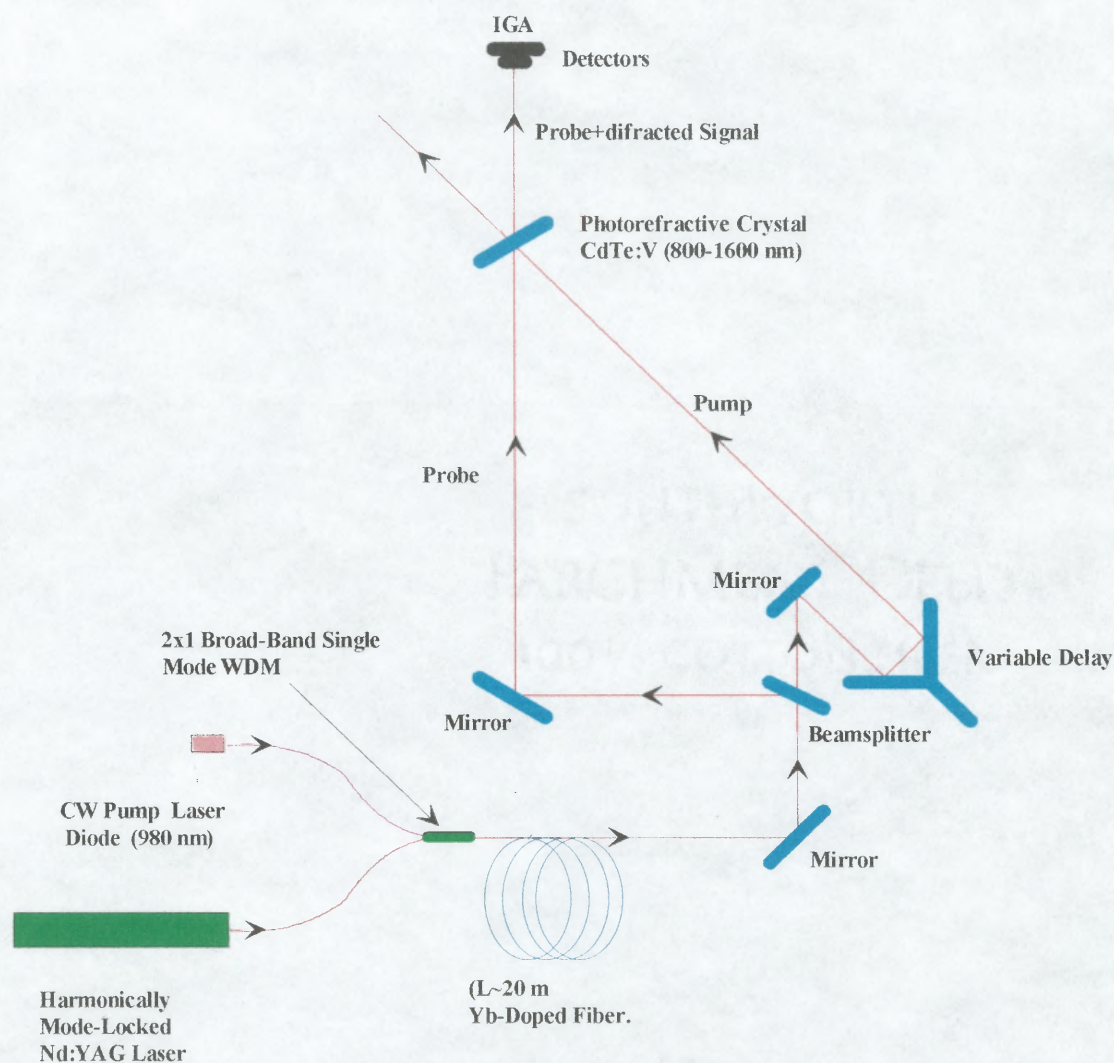 IGA
Detectors
Probe+difracted Signal
Photorefractive Crystal
CdTe:V (800-1600 nm)
Pump
Probe
Mirror
2x1 Broad-Band Single
Mode WDM
Variable Delay
Mirror
Beamsplitter
CW Pump Laser
Diode (980 nm)
Mirror
(L~20 m
Yb-Doped Fiber.
Harmonically
Mode-Locked
Nd:YAG Laser